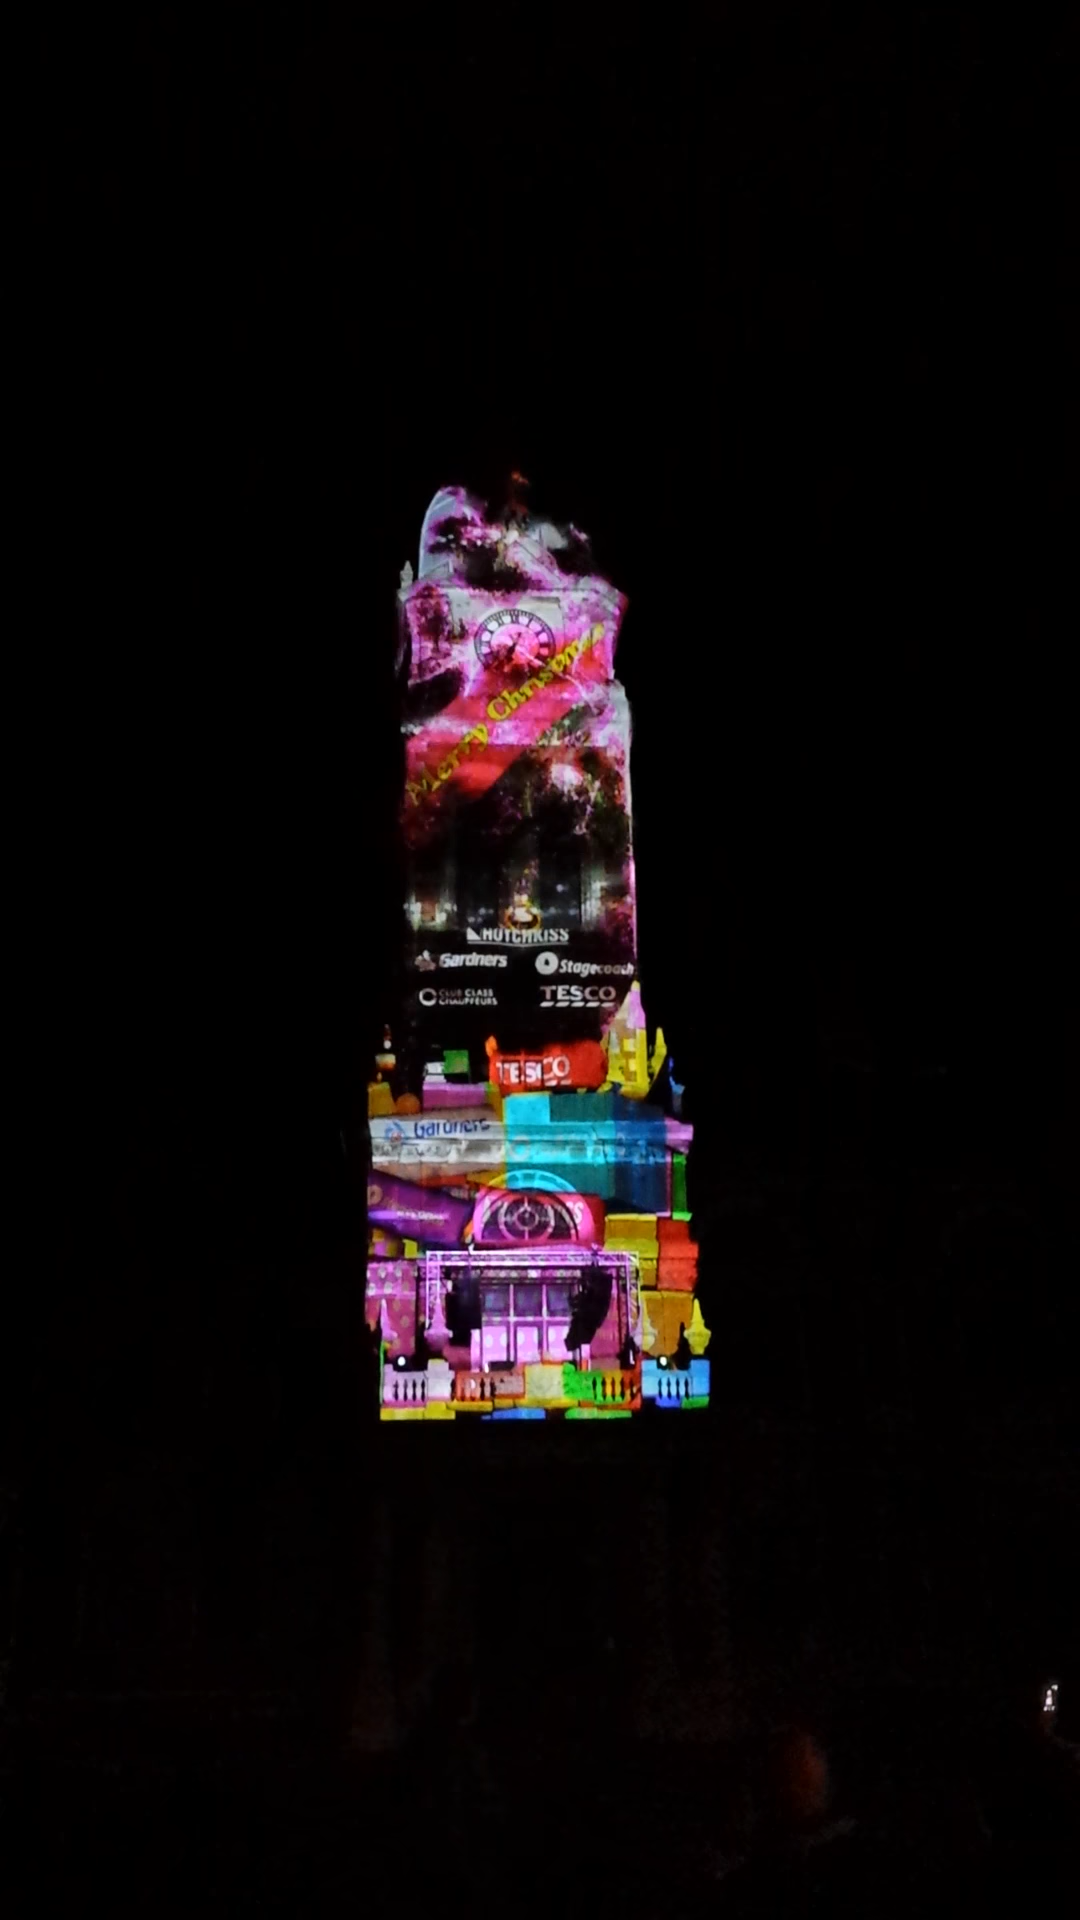 Merry Christmas
HOTCHKISS
Gardners
Stagecoach
CLUB CLASS
CHAUFFEURS
TESCO
TESCO
Gardners